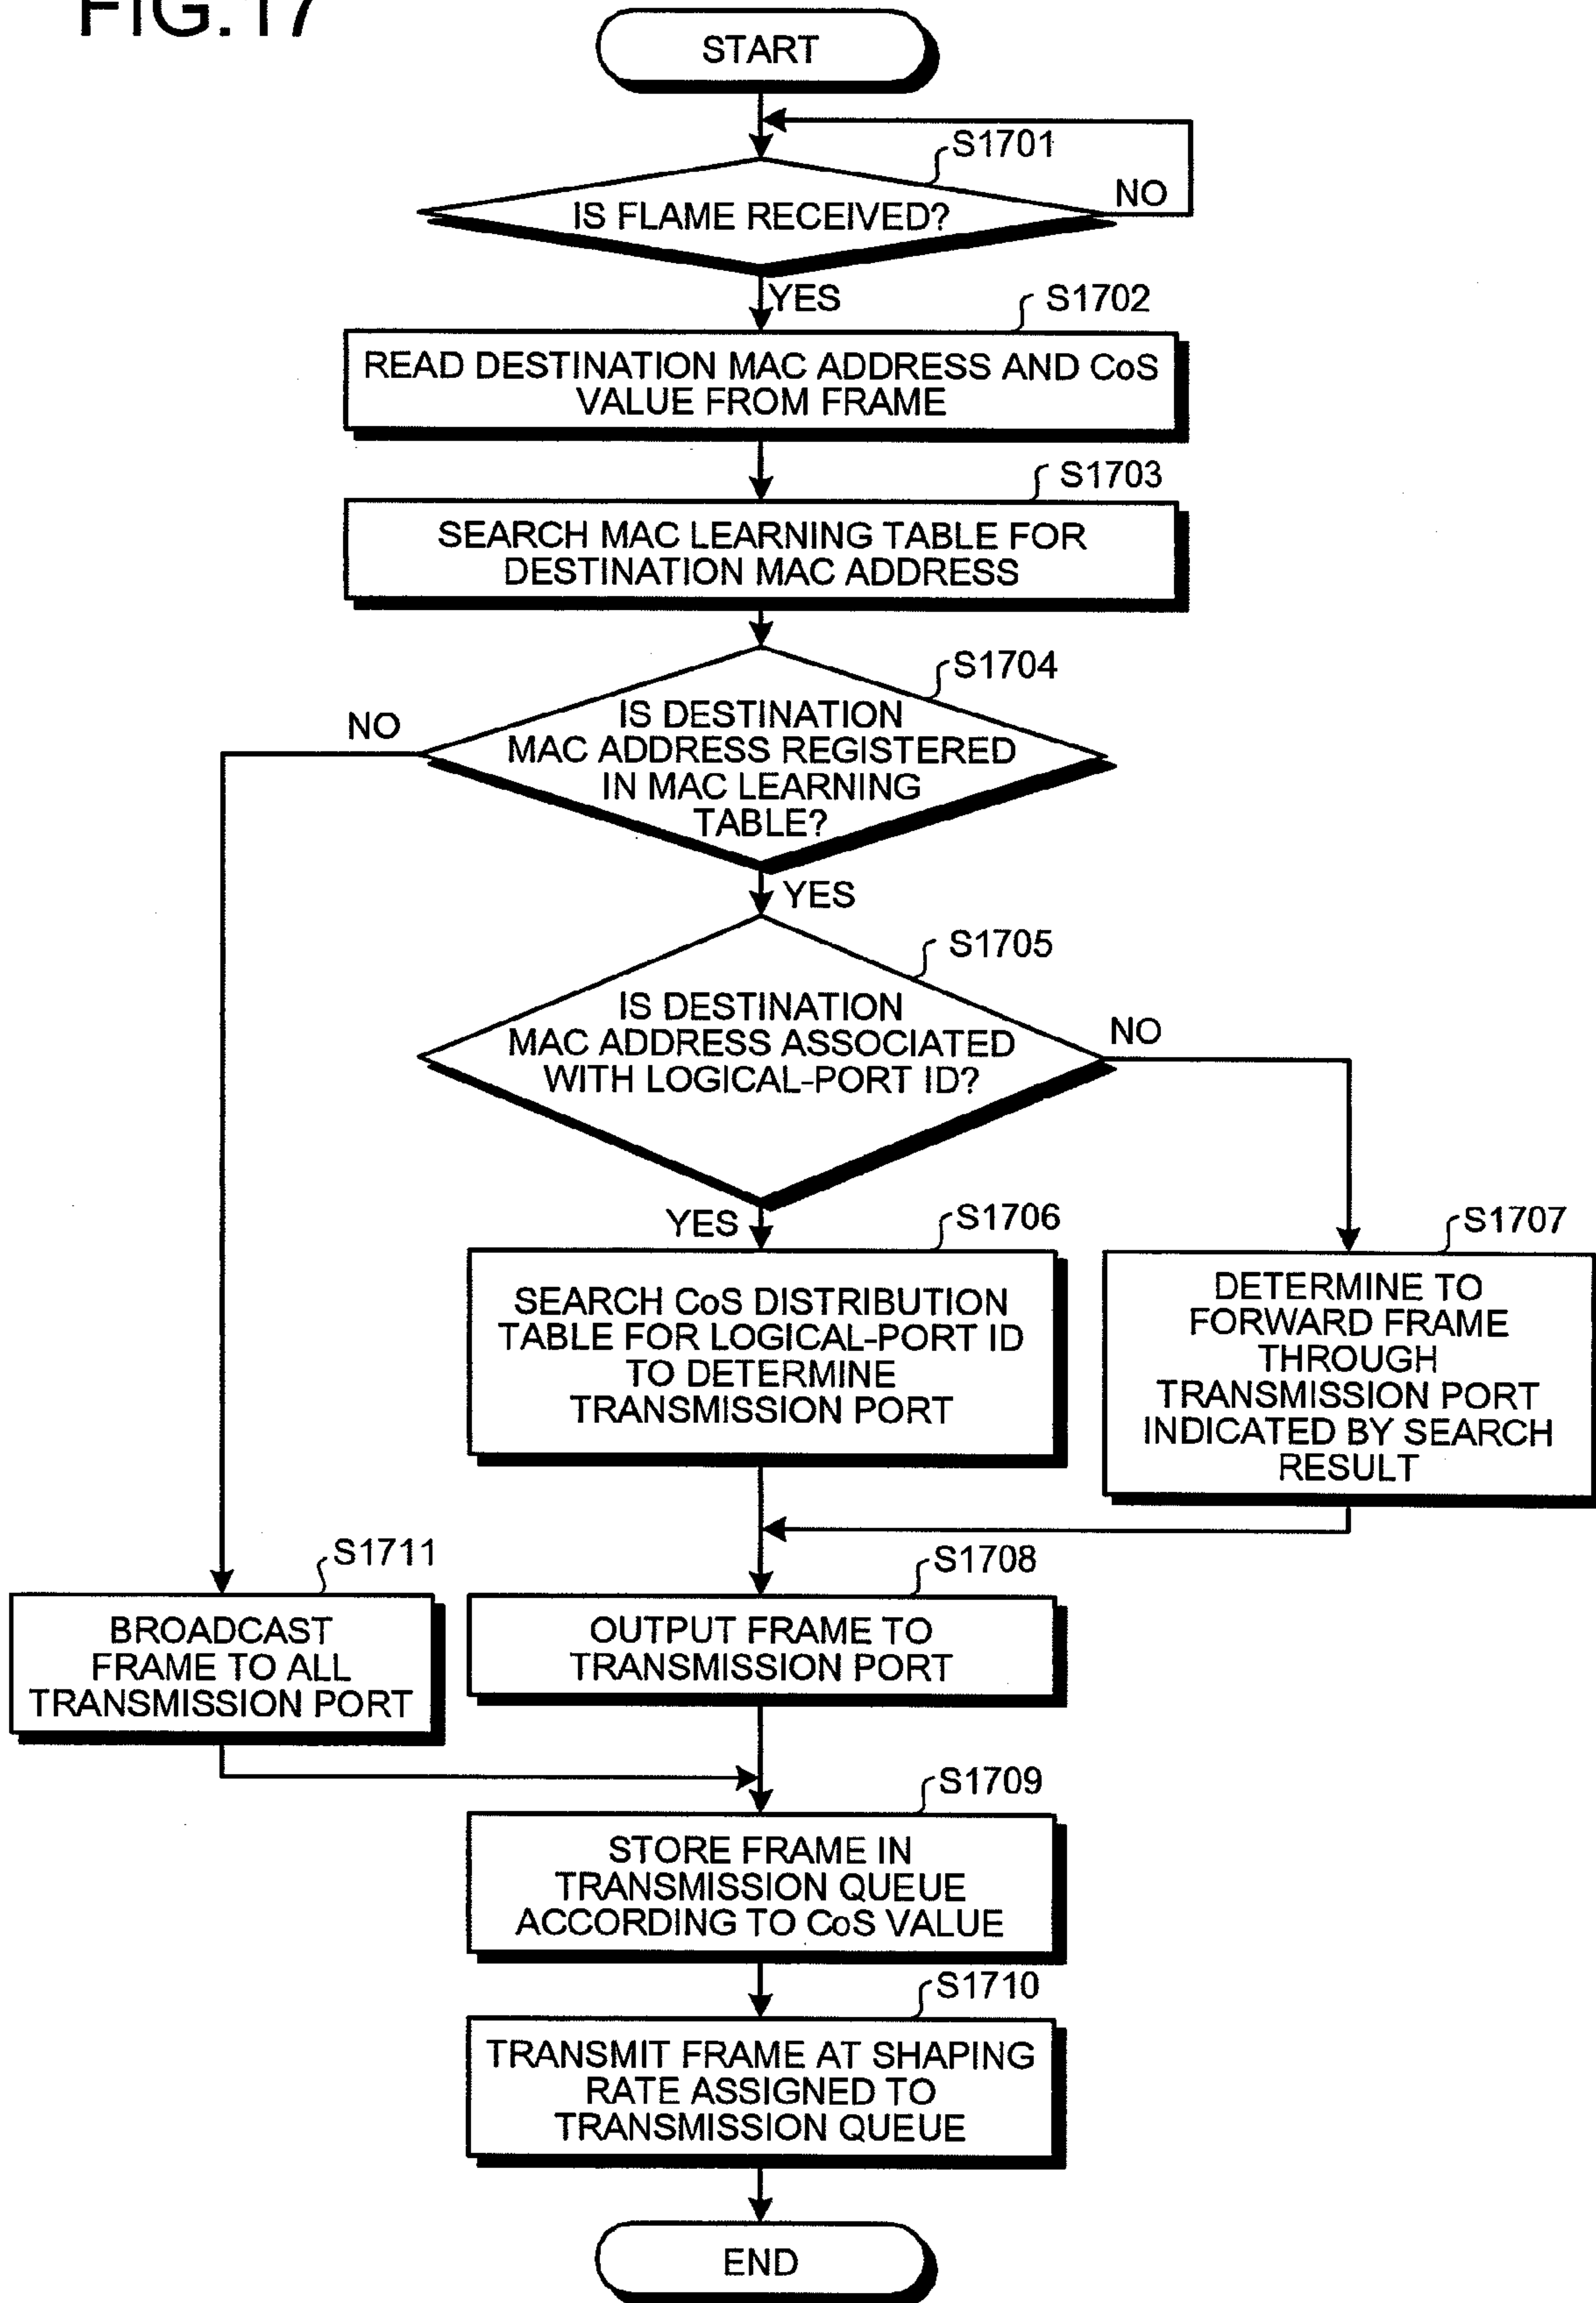 FIG.17
START
S1701
NO
IS FLAME RECEIVED?
YES
S1702
READ DESTINATION MAC ADDRESS AND CoS
VALUE FROM FRAME
S1703
SEARCH MAC LEARNING TABLE FOR
DESTINATION MAC ADDRESS
S1704
NO
IS DESTINATION
MAC ADDRESS REGISTERED
IN MAC LEARNING
TABLE?
YES
S1705
IS DESTINATION
MAC ADDRESS ASSOCIATED
WITH LOGICAL-PORT ID?
NO
YES
S1706
SEARCH CoS DISTRIBUTION
TABLE FOR LOGICAL-PORT ID
TO DETERMINE
TRANSMISSION PORT
S1707
DETERMINE TO
FORWARD FRAME
THROUGH
TRANSMISSION PORT
INDICATED BY SEARCH
RESULT
S1711
BROADCAST
FRAME TO ALL
TRANSMISSION PORT
S1708
OUTPUT FRAME TO
TRANSMISSION PORT
S1709
STORE FRAME IN
TRANSMISSION QUEUE
ACCORDING TO CoS VALUE
S1710
TRANSMIT FRAME AT SHAPING
RATE ASSIGNED TO
TRANSMISSION QUEUE
END